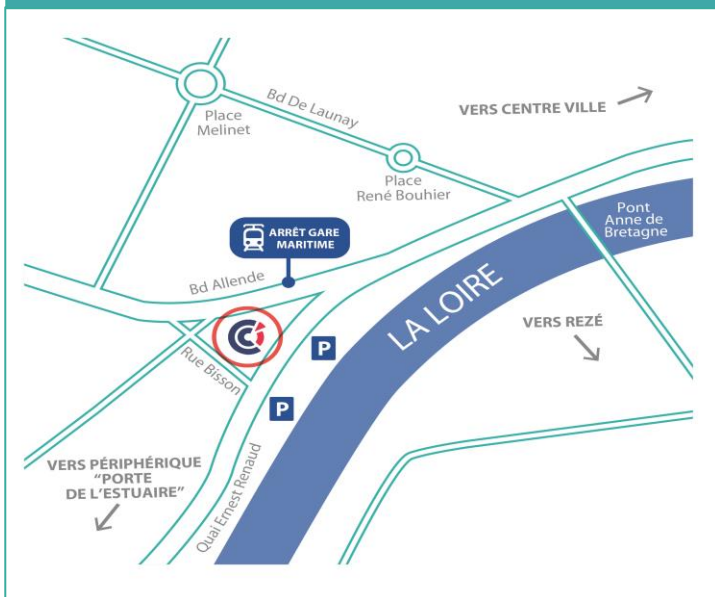 Bd De Launay
Place
Melinet
VERS CENTRE VILLE
Place
René Bouhier
Pont
Anne de
Bretagne
ARRÊT GARE
MARITIME
Bd Allende
LA LOIRE
VERS REZÉ
P
Rue Bisson
P
VERS PÉRIPHÉRIQUE
“PORTE
DE L’ESTUAIRE”
Quai Ernest Renaud